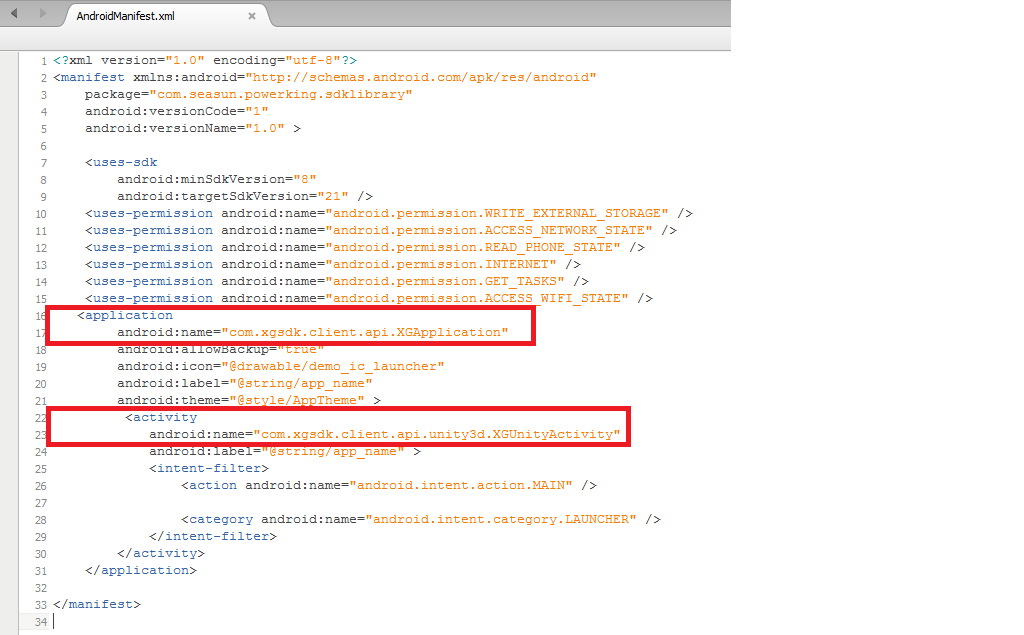 AndroidManifest.xml
1 <?xml version="1.0" encoding="utf-8"?>
2 <manifest xmlns:android="http://schemas.android.com/apk/res/android"
3 package="com.seasun.powerking.sdklibrary"
4 android:versionCode="1"
5 android:versionName="1.0" >
6
7 <uses-sdk
8 android:minSdkVersion="8"
9 android:targetSdkVersion="21" />
10 <uses-permission android:name="android.permission.WRITE_EXTERNAL_STORAGE" />
11 <uses-permission android:name="android.permission.ACCESS_NETWORK_STATE" />
12 <uses-permission android:name="android.permission.READ_PHONE_STATE" />
13 <uses-permission android:name="android.permission.INTERNET" />
14 <uses-permission android:name="android.permission.GET_TASKS" />
15 <uses-permission android:name="android.permission.ACCESS_WIFI_STATE" />
16 <application
17 android:name="com.xgsdk.client.api.XGApplication"
18 android:allowBackup="true"
19 android:icon="@drawable/demo_ic_launcher"
20 android:label="@string/app_name"
21 android:theme="@style/AppTheme" >
22 <activity
23 android:name="com.xgsdk.client.api.unity3d.XGUnityActivity"
24 android:label="@string/app_name" >
25 <intent-filter>
26 <action android:name="android.intent.action.MAIN" />
27
28 <category android:name="android.intent.category.LAUNCHER" />
29 </intent-filter>
30 </activity>
31 </application>
32
33 </manifest>
34